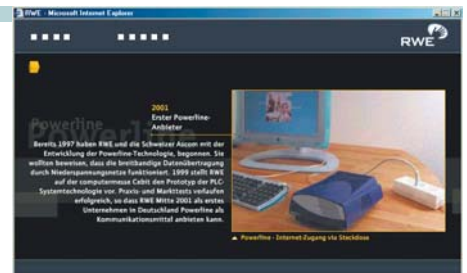 RWE - Microsoft Internet Explorer
RWE
Powerline
Powerline
2001
Erster Powerline-
Anbieter
Bereits 1997 haben RWE und die Schweizer Ascom mit der
Entwicklung der Powerline-Technologie, begonnen. Sie
wollten beweisen, dass die breitbandige Datenübertragung
durch Niederspannungsnetze funktioniert. 1999 stellt RWE
auf der computermesse Cebit den Prototyp der PLC-
Systemtechnologie vor. Praxis- und Markttests verlaufen
erfolgreich, so dass RWE Mitte 2001 als erstes
Unternehmen in Deutschland Powerline als
Kommunikationsmittel anbieten kann.
Powerline - Internet-Zugang via Steckdose